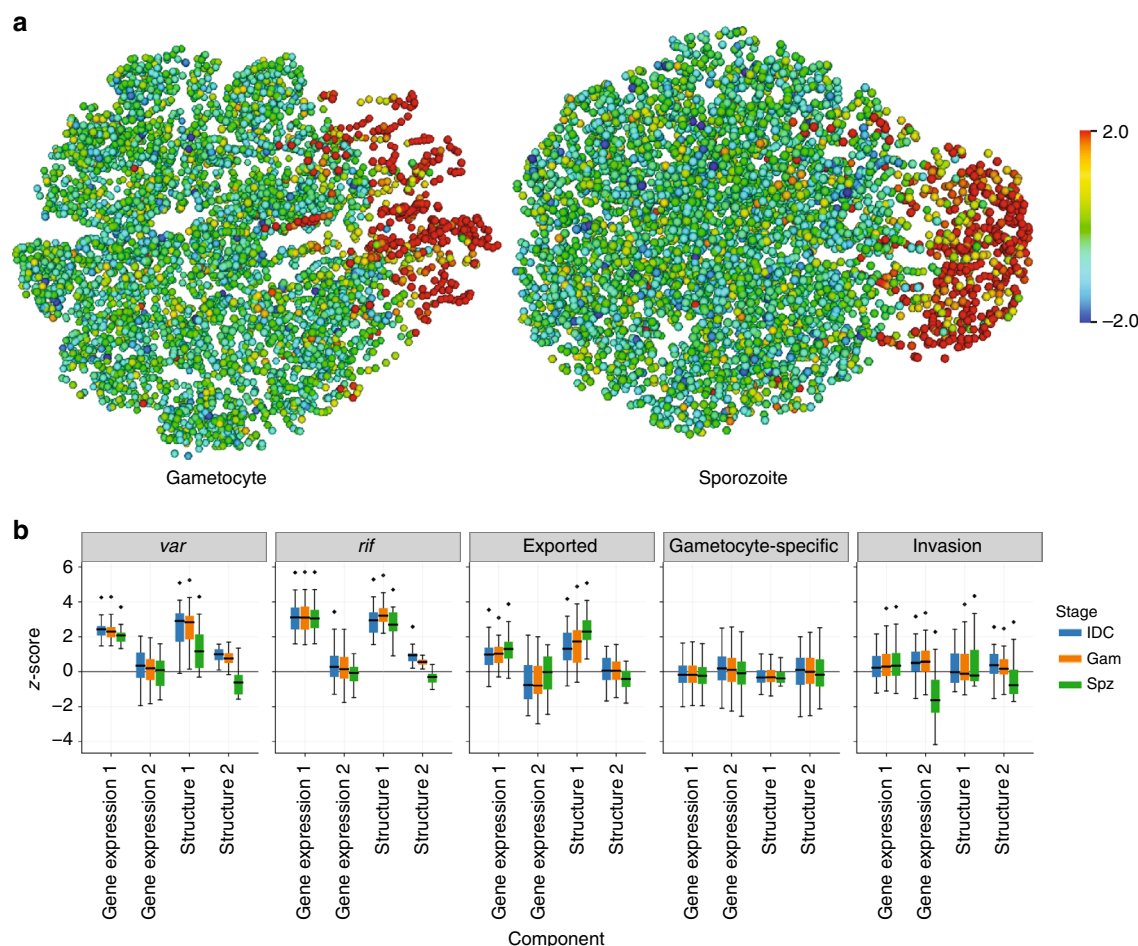 a
2.0
–2.0
Gametocyte
Sporozoite
b
var
rif
Exported
Gametocyte-specific
Invasion
6
4
2
0
−2
−4
z-score
Stage
IDC
Gam
Spz
Gene expression 1
Gene expression 2
Structure 1
Structure 2
Gene expression 1
Gene expression 2
Structure 1
Structure 2
Gene expression 1
Gene expression 2
Structure 1
Structure 2
Gene expression 1
Gene expression 2
Structure 1
Structure 2
Gene expression 1
Gene expression 2
Structure 1
Structure 2
Component